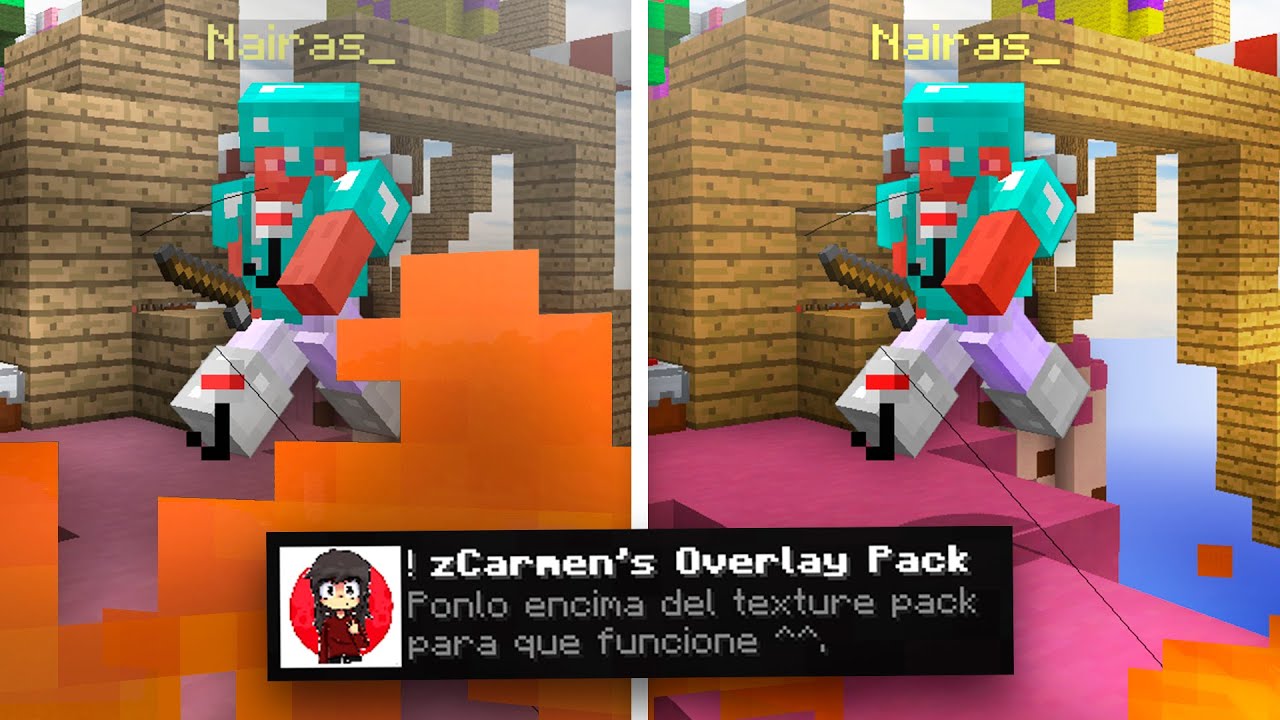 Nairas_
Nairas_
! zCarmen's Overlay Pack
Ponlo encima del texture pack
para que funcione ^^.